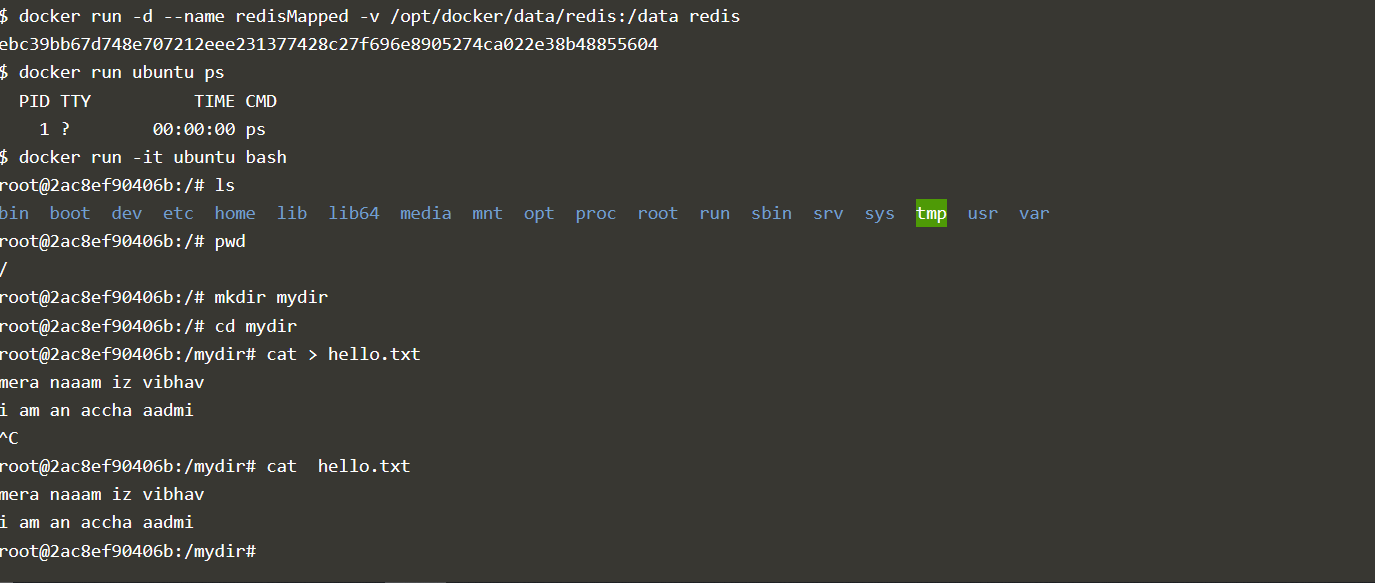 $ docker run -d --name redisMapped -v /opt/docker/data/redis:/data redis
ebc39bb67d748e707212eee231377428c27f696e8905274ca022e38b48855604
$ docker run ubuntu ps
  PID TTY          TIME CMD
    1 ?        00:00:00 ps
$ docker run -it ubuntu bash
root@2ac8ef90406b:/# ls
bin  boot  dev  etc  home  lib  lib64  media  mnt  opt  proc  root  run  sbin  srv  sys  tmp  usr  var
root@2ac8ef90406b:/# pwd
/
root@2ac8ef90406b:/# mkdir mydir
root@2ac8ef90406b:/# cd mydir
root@2ac8ef90406b:/mydir# cat > hello.txt
mera naaam iz vibhav
i am an accha aadmi
^C
root@2ac8ef90406b:/mydir# cat  hello.txt
mera naaam iz vibhav
i am an accha aadmi
root@2ac8ef90406b:/mydir#